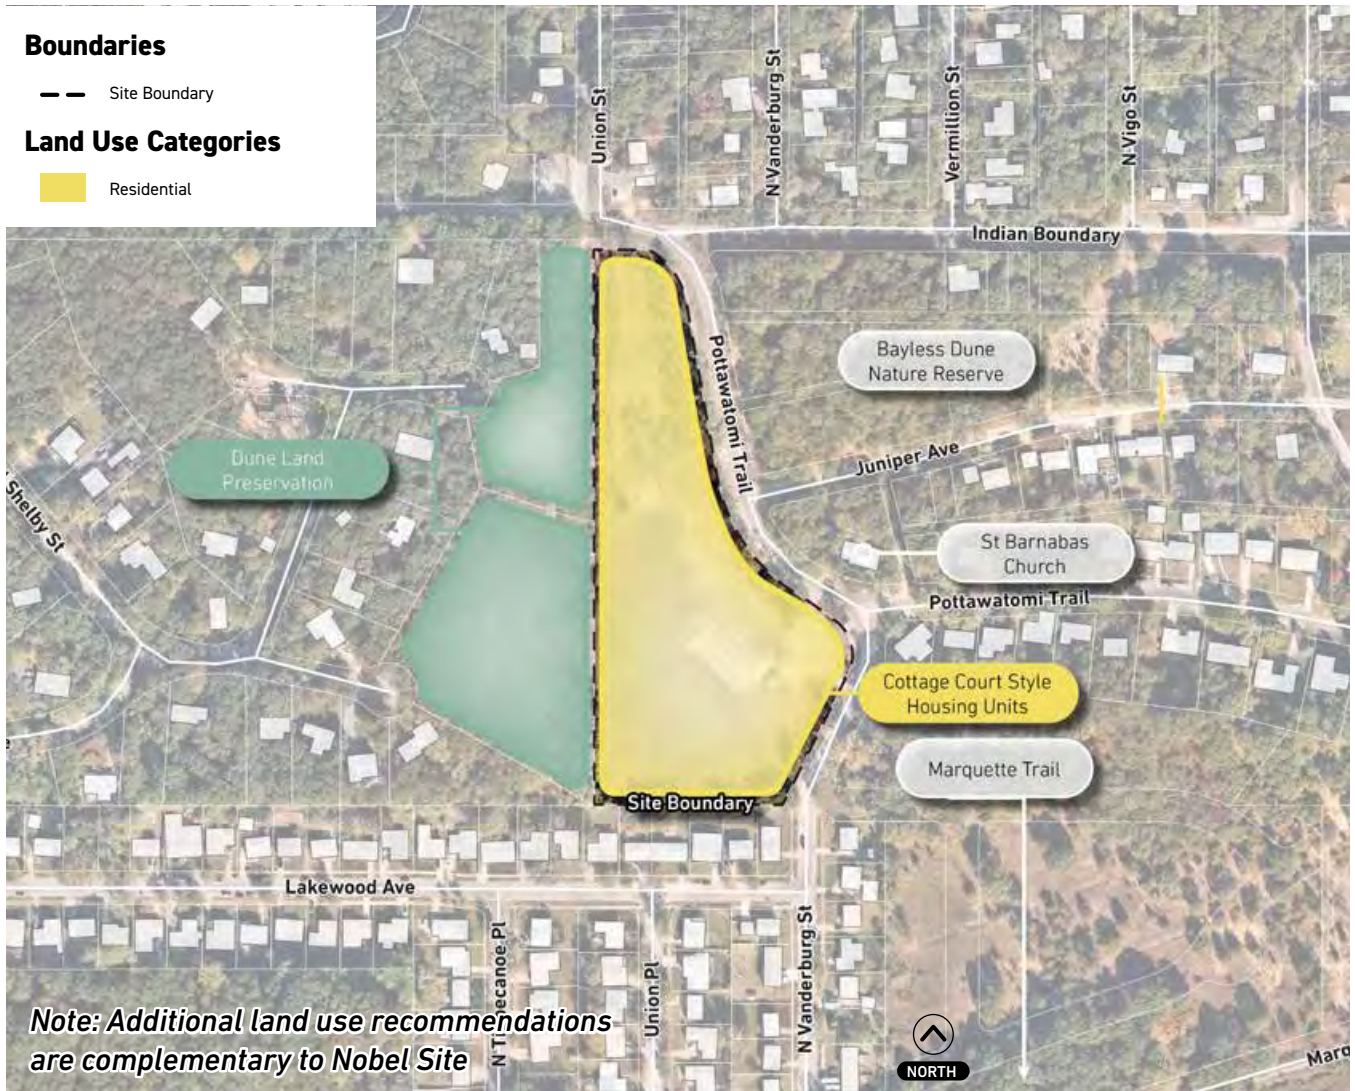 Boundaries
Site Boundary
Land Use Categories
Residential
Union St
N Vanderburg St
Vermillion St
N Vigo St
Indian Boundary
Pottawatomi Trail
Bayless Dune
Nature Reserve
Juniper Ave
Dune Land
Preservation
Shelby St
St Barnabas
Church
Pottawatomi Trail
Cottage Court Style
Housing Units
Marquette Trail
Site Boundary
Lakewood Ave
N Tippecanoe Pl
Union Pl
N Vanderburg St
Note: Additional land use recommendations
are complementary to Nobel Site
NORTH
Marq